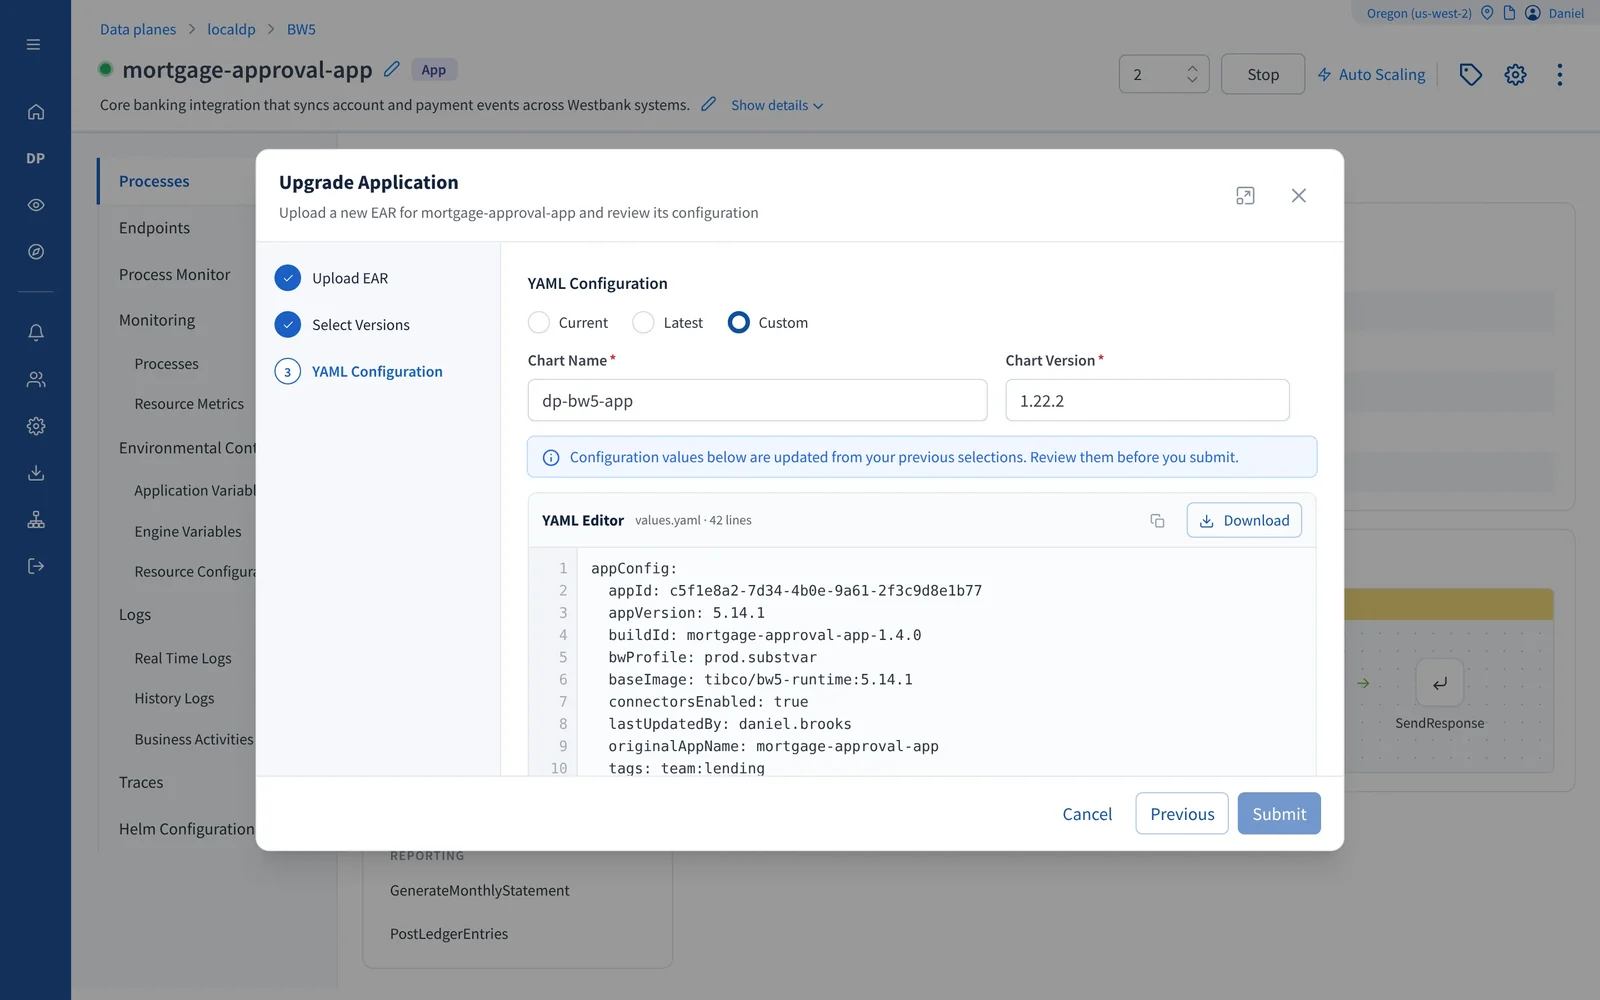 Data planes > localdp > BW5
Oregon (us-west-2) Daniel
mortgage-approval-app App
2 Stop Auto Scaling
Core banking integration that syncs account and payment events across Westbank systems. Show details
DP
Processes
Endpoints
Process Monitor
Monitoring
Processes
Resource Metrics
Environmental Cont
Application Variabl
Engine Variables
Resource Configura
Logs
Real Time Logs
History Logs
Business Activities
Traces
Helm Configuration
Upgrade Application
Upload a new EAR for mortgage-approval-app and review its configuration
Upload EAR
Select Versions
3 YAML Configuration
YAML Configuration
Current Latest Custom
Chart Name * Chart Version *
dp-bw5-app 1.22.2
Configuration values below are updated from your previous selections. Review them before you submit.
YAML Editor values.yaml · 42 lines Download
1 appConfig:
2 appId: c5f1e8a2-7d34-4b0e-9a61-2f3c9d8e1b77
3 appVersion: 5.14.1
4 buildId: mortgage-approval-app-1.4.0
5 bwProfile: prod.substvar
6 baseImage: tibco/bw5-runtime:5.14.1
7 connectorsEnabled: true
8 lastUpdatedBy: daniel.brooks
9 originalAppName: mortgage-approval-app
10 tags: team:lending
Cancel Previous Submit
SendResponse
REPORTING
GenerateMonthlyStatement
PostLedgerEntries